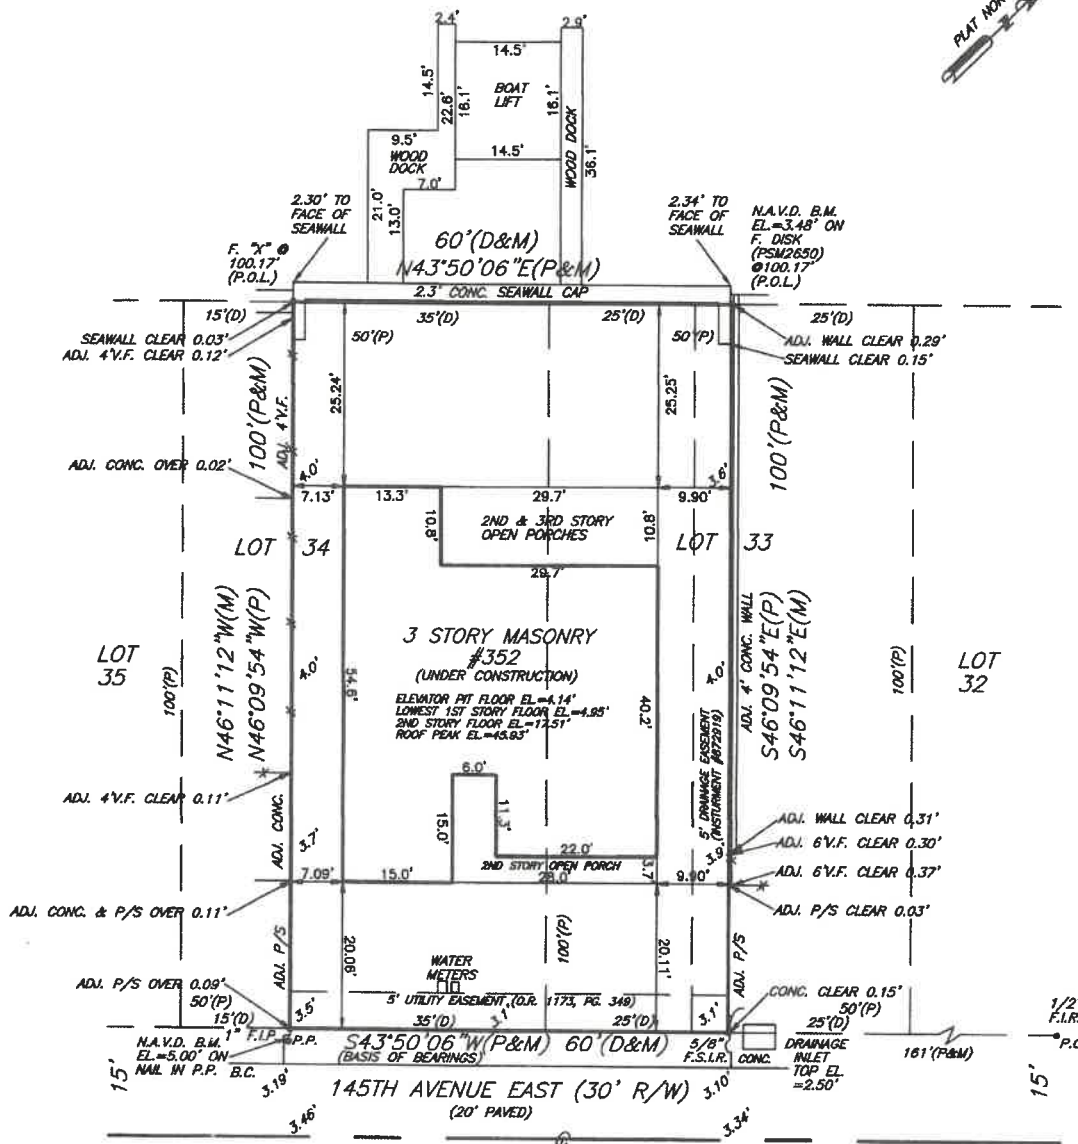 PLAT NOR
2.4'
2.9'
14.5'
14.5'
22.6'
16.1'
BOAT
LIFT
16.1'
WOOD DOCK
36.1'
9.5'
WOOD
DOCK
14.5'
7.0'
21.0'
13.0'
2.30' TO
FACE OF
SEAWALL
2.34' TO
FACE OF
SEAWALL
N.A.V.D. B.M.
EL.=3.48' ON
F. DISK
(PSM2650)
@100.17'
(P.O.L.)
F. "X" @
100.17'
(P.O.L.)
60'(D&M)
N43°50'06"E(P&M)
2.3' CONC. SEAWALL CAP
15'(D)
35'(D)
25'(D)
25'(D)
SEAWALL CLEAR 0.03'
ADJ. 4'V.F. CLEAR 0.12'
50'(P)
50'(P)
ADJ. WALL CLEAR 0.29'
SEAWALL CLEAR 0.15'
100'(P&M)
ADJ. 4'V.F.
25.24'
25.25'
100'(P&M)
ADJ. CONC. OVER 0.02'
4.0'
3.6'
7.13'
13.3'
29.7'
9.90'
10.8'
2ND & 3RD STORY
OPEN PORCHES
10.8'
LOT 34
LOT 33
29.7'
N46°11'12"W(M)
N46°09'54"W(P)
3 STORY MASONRY
#352
(UNDER CONSTRUCTION)
ELEVATOR PIT FLOOR EL.=4.14'
LOWEST 1ST STORY FLOOR EL.=4.95'
2ND STORY FLOOR EL.=17.51'
ROOF PEAK EL.=45.93'
LOT
35
100'(P)
4.0'
54.6'
40.2'
5' DRAINAGE EASEMENT
(INSTURMENT #672919)
4.0'
ADJ. 4' CONC. WALL
S46°09'54"E(P)
S46°11'12"E(M)
100'(P)
LOT
32
6.0'
ADJ. 4'V.F. CLEAR 0.11'
11.3'
15.0'
ADJ. CONC.
3.7'
3.9'
ADJ. WALL CLEAR 0.31'
ADJ. 6'V.F. CLEAR 0.30'
22.0'
2ND STORY OPEN PORCH
3.7'
ADJ. 6'V.F. CLEAR 0.37'
7.09'
15.0'
28.0'
9.90'
ADJ. CONC. & P/S OVER 0.11'
ADJ. P/S CLEAR 0.03'
ADJ. P/S
20.06'
100'(P)
20.11'
ADJ. P/S
WATER
METERS
ADJ. P/S OVER 0.09'
5' UTILITY EASEMENT (O.R. 1173, PG. 349)
CONC. CLEAR 0.15'
50'(P)
50'(P)
3.5'
3.1'
3.1'
15'(D)
35'(D)
25'(D)
25'(D)
1"
F.I.P.
P.P.
S43°50'06"W(P&M) 60'(D&M)
(BASIS OF BEARINGS)
5/8"
F.S.I.R.
CONC.
DRAINAGE
INLET
TOP EL.
=2.50'
161'(P&M)
1/2
F.I.R.
P.C
N.A.V.D. B.M.
EL.=5.00' ON
NAIL IN P.P. B.C.
15'
15'
3.19'
145TH AVENUE EAST (30' R/W)
(20' PAVED)
3.10'
3.46'
3.34'